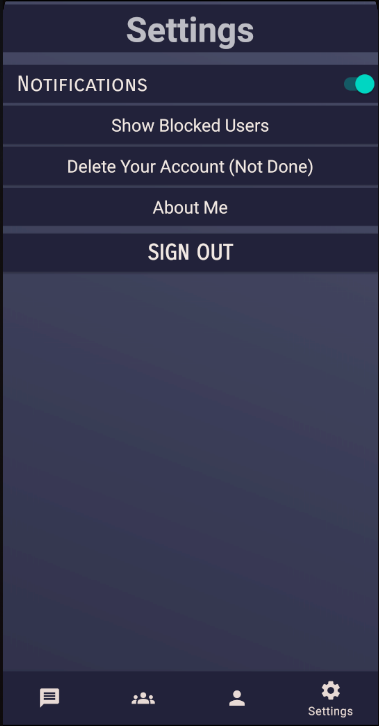 Settings
NOTIFICATIONS
Show Blocked Users
Delete Your Account (Not Done)
About Me
SIGN OUT
Settings